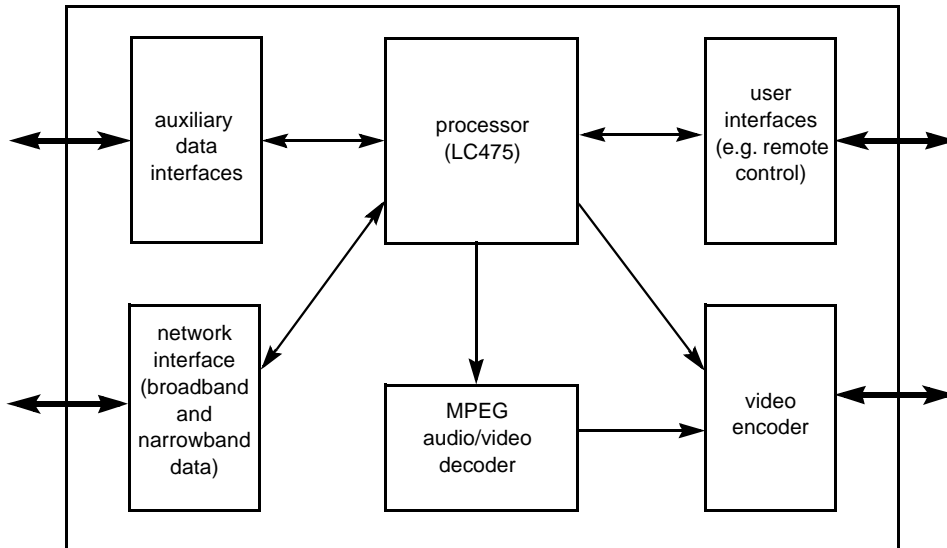 auxiliary
data
interfaces
processor
(LC475)
user
interfaces
(e.g. remote
control)
network
interface
(broadband
and
narrowband
data)
MPEG
audio/video
decoder
video
encoder